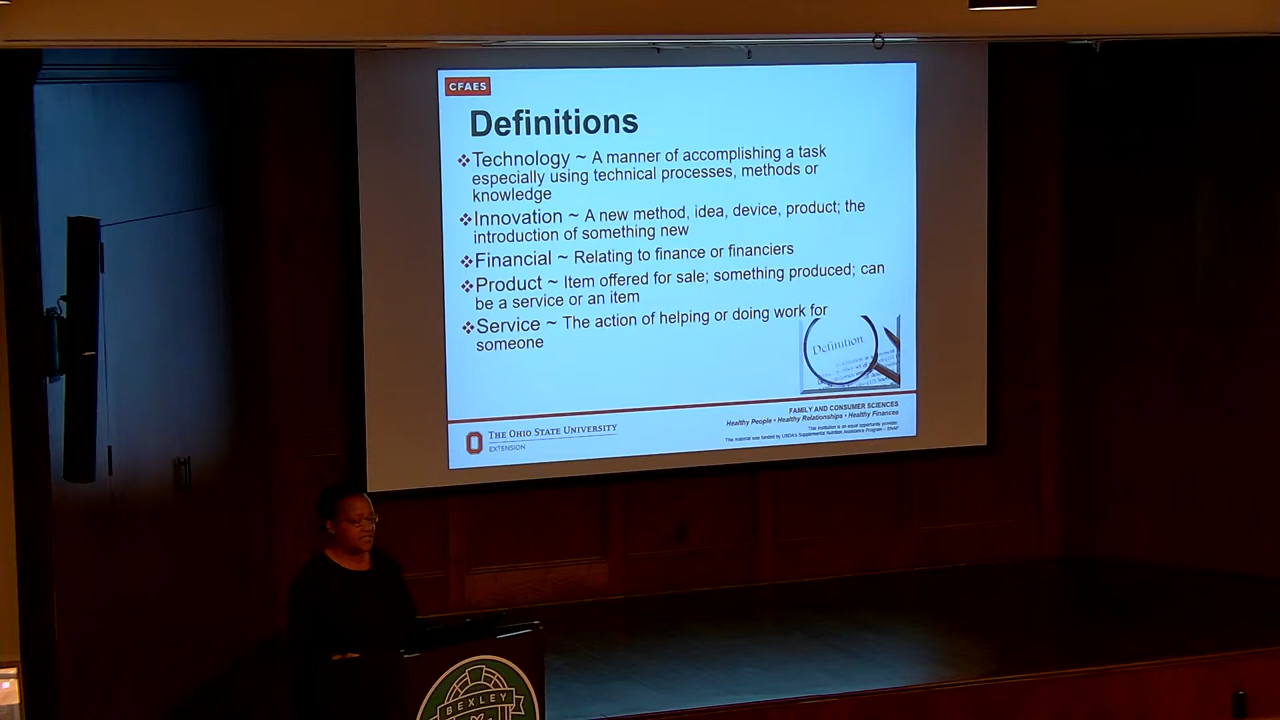 CFAES
Definitions
❖Technology ~ A manner of accomplishing a task
especially using technical processes, methods or
knowledge
❖Innovation ~ A new method, idea, device, product; the
introduction of something new
❖Financial ~ Relating to finance or financiers
❖Product ~ Item offered for sale; something produced; can
be a service or an item
❖Service ~ The action of helping or doing work for
someone
Definition
FAMILY AND CONSUMER SCIENCES
Healthy People • Healthy Relationships • Healthy Finances
This institution is an equal opportunity provider.
This material was funded by USDA's Supplemental Nutrition Assistance Program – SNAP
THE OHIO STATE UNIVERSITY
EXTENSION
BEXLEY